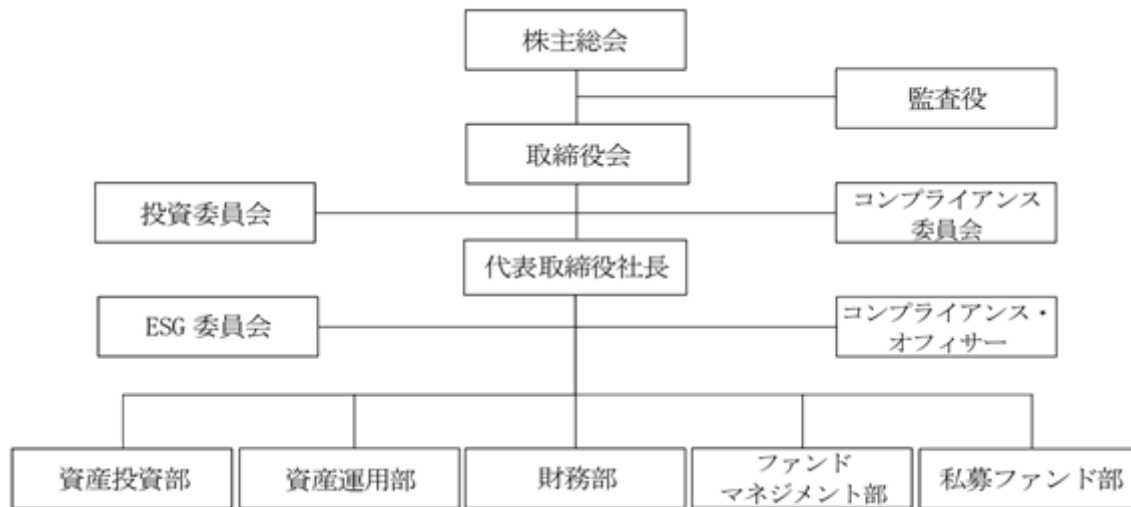 株主総会
監査役
取締役会
投資委員会
コンプライアンス
委員会
代表取締役社長
ESG 委員会
コンプライアンス・
オフィサー
資産投資部
資産運用部
財務部
ファンド
マネジメント部
私募ファンド部